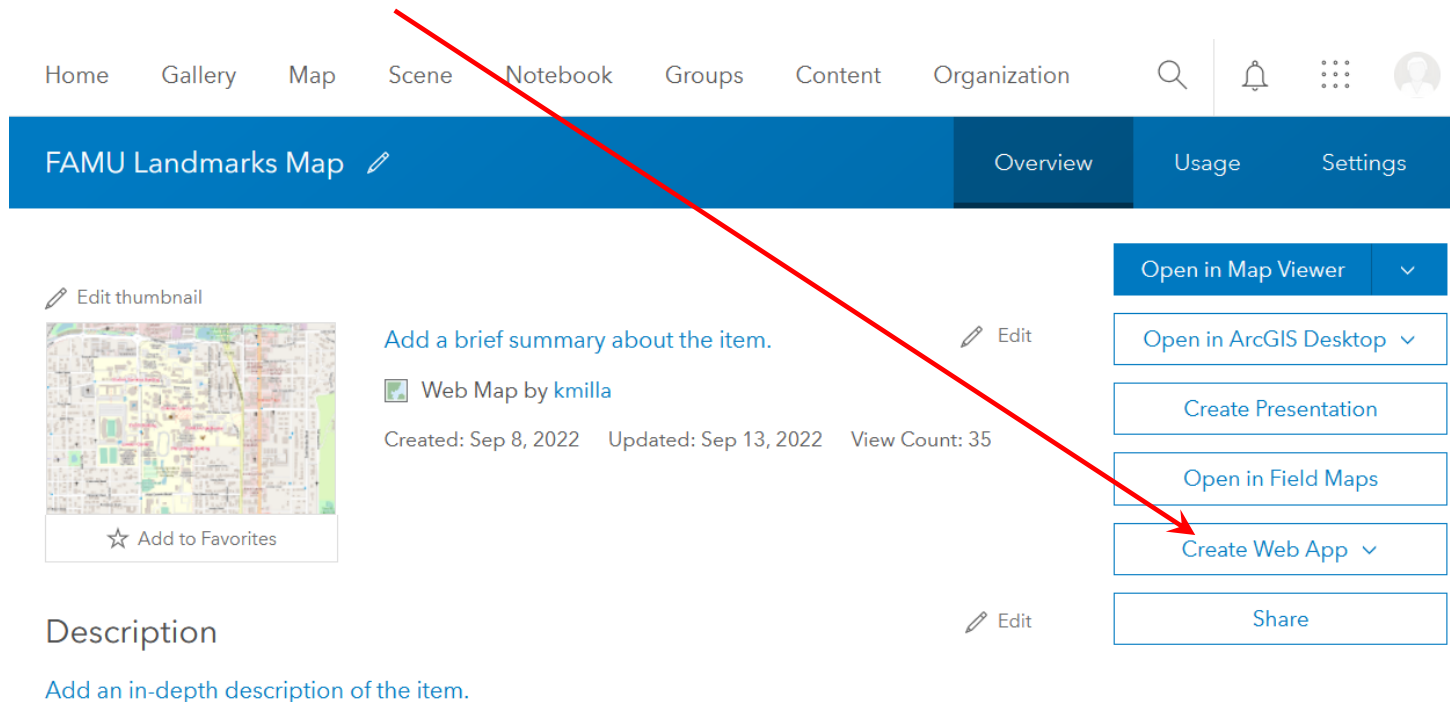 Home Gallery Map Scene Notebook Groups Content Organization
FAMU Landmarks Map Overview Usage Settings
Open in Map Viewer
Edit thumbnail
Add a brief summary about the item. Edit
Open in ArcGIS Desktop
Web Map by kmilla
Create Presentation
Created: Sep 8, 2022 Updated: Sep 13, 2022 View Count: 35
Open in Field Maps
Add to Favorites
Create Web App
Description Edit
Share
Add an in-depth description of the item.